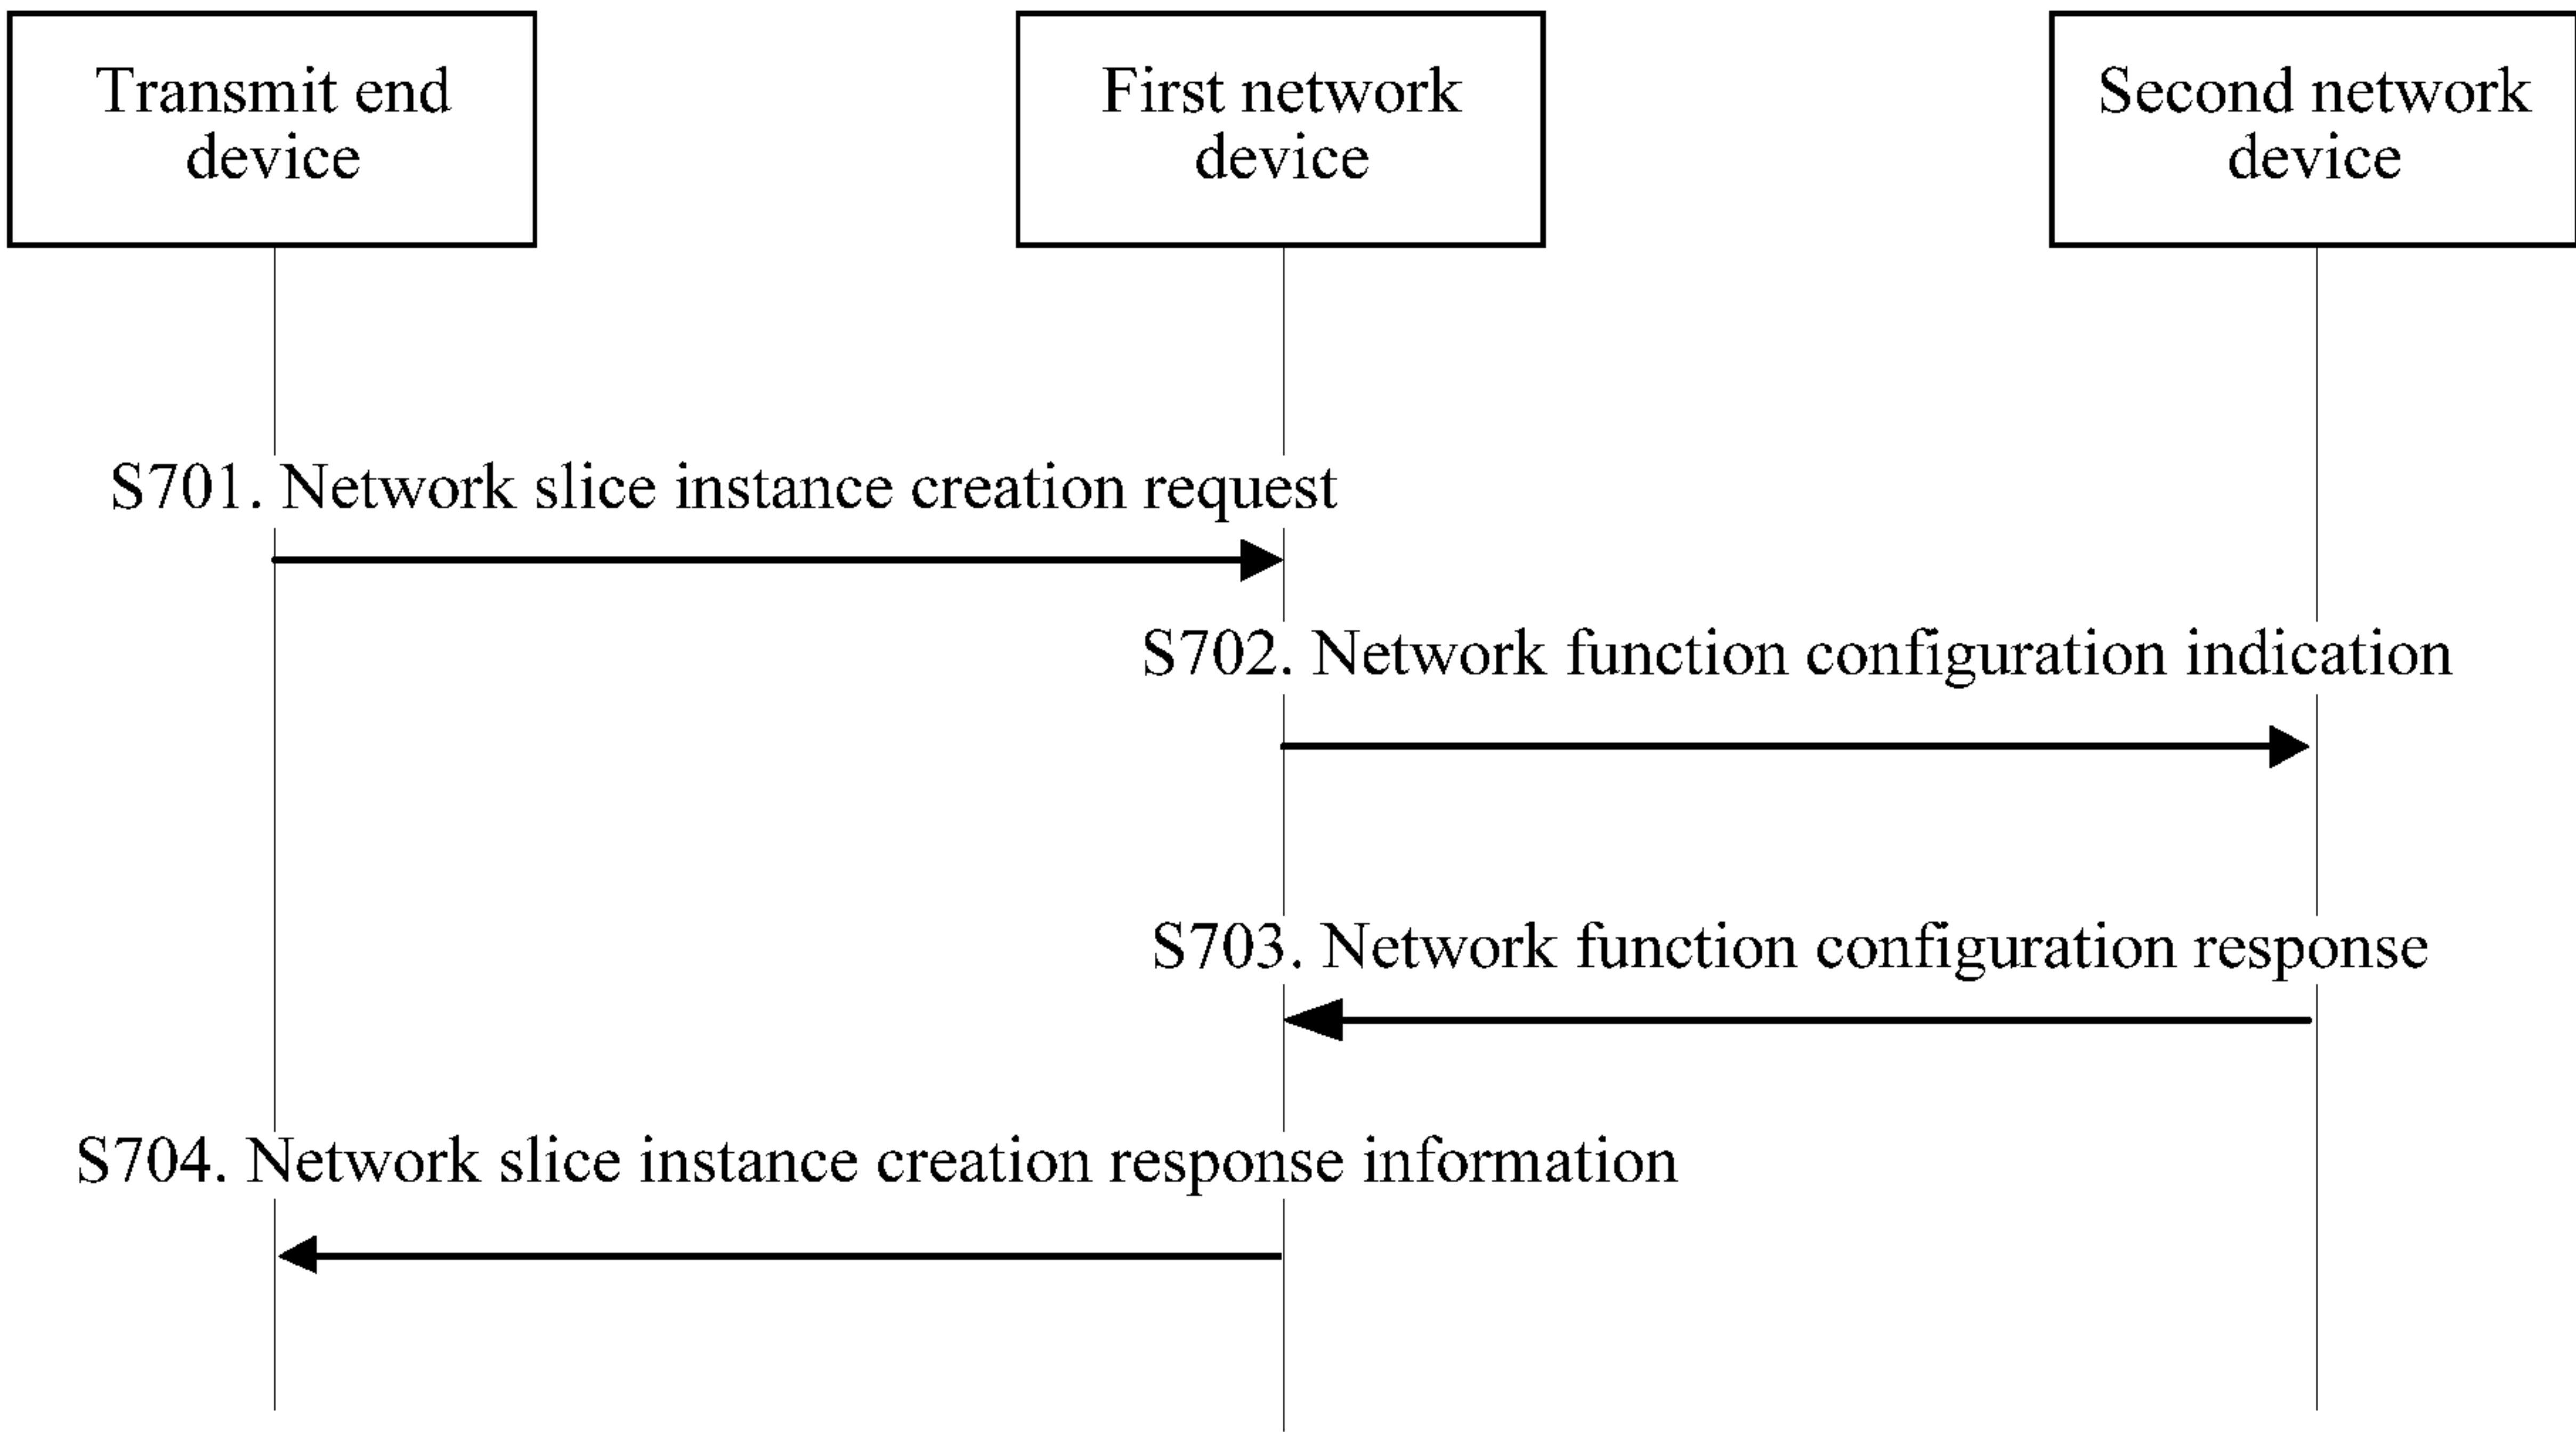 Transmit end
device
First network
device
Second network
device
S701. Network slice instance creation request
S702. Network function configuration indication
S703. Network function configuration response
S704. Network slice instance creation response information